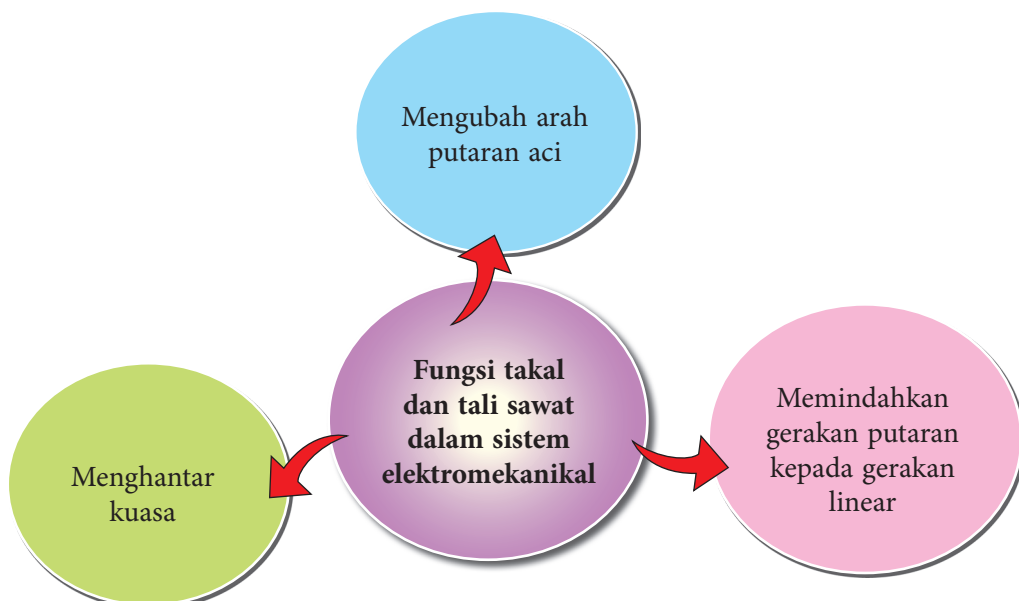 Mengubah arah
putaran aci
Fungsi takal
dan tali sawat
dalam sistem
elektromekanikal
Menghantar
kuasa
Memindahkan
gerakan putaran
kepada gerakan
linear